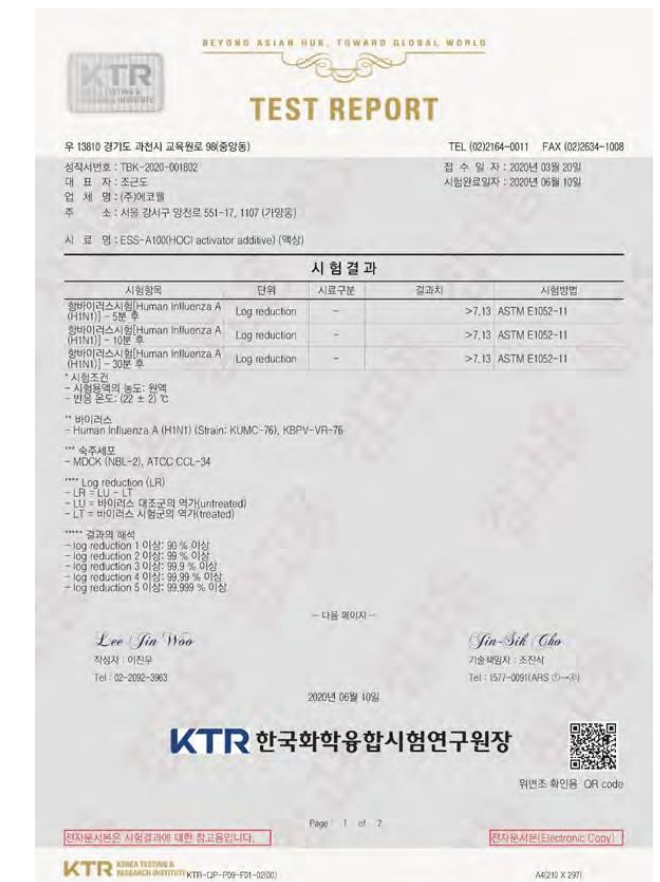 BEYOND ASIAN HUB, TOWARD GLOBAL WORLD
KTR
KOREA TESTING &
RESEARCH INSTITUTE
TEST REPORT
우 13810 경기도 과천시 교육원로 98(중앙동)
TEL (02)2164-0011 FAX (02)2634-1008
성적서번호 : TBK-2020-001802
접 수 일 자 : 2020년 03월 20일
대 표 자 : 조근도
시험완료일자 : 2020년 06월 10일
업 체 명 : (주)에코웰
주 소 : 서울 강서구 양천로 551-17, 1107 (가양동)
시 료 명 : ESS-A100(HOCl activator additive) (액상)
시 험 결 과
시험항목 단위 시료구분 결과치 시험방법
항바이러스시험[Human Influenza A (H1N1)] - 5분 후 Log reduction - >7.13 ASTM E1052-11
항바이러스시험[Human Influenza A (H1N1)] - 10분 후 Log reduction - >7.13 ASTM E1052-11
항바이러스시험[Human Influenza A (H1N1)] - 30분 후 Log reduction - >7.13 ASTM E1052-11
* 시험조건
- 시험용액의 농도: 원액
- 반응 온도: (22 ± 2) ℃
** 바이러스
- Human Influenza A (H1N1) (Strain: KUMC-76), KBPV-VR-76
*** 숙주세포
- MDCK (NBL-2), ATCC CCL-34
**** Log reduction (LR)
- LR = LU - LT
- LU = 바이러스 대조군의 역가(untreated)
- LT = 바이러스 시험군의 역가(treated)
***** 결과의 해석
- log reduction 1 이상: 90 % 이상
- log reduction 2 이상: 99 % 이상
- log reduction 3 이상: 99.9 % 이상
- log reduction 4 이상: 99.99 % 이상
- log reduction 5 이상: 99.999 % 이상
- 다음 페이지 -
Lee Jin Woo
Jin-Sik Cho
작성자 : 이진우
기술책임자 : 조진식
Tel : 02-2092-3963
Tel : 1577-0091(ARS ①→④)
2020년 06월 10일
KTR 한국화학융합시험연구원장
위변조 확인용 QR code
Page : 1 of 2
전자문서본은 시험결과에 대한 참고용입니다.
전자문서본(Electronic Copy)
KTR KOREA TESTING & RESEARCH INSTITUTE KTR-QP-P09-F01-02(00)
A4(210 X 297)